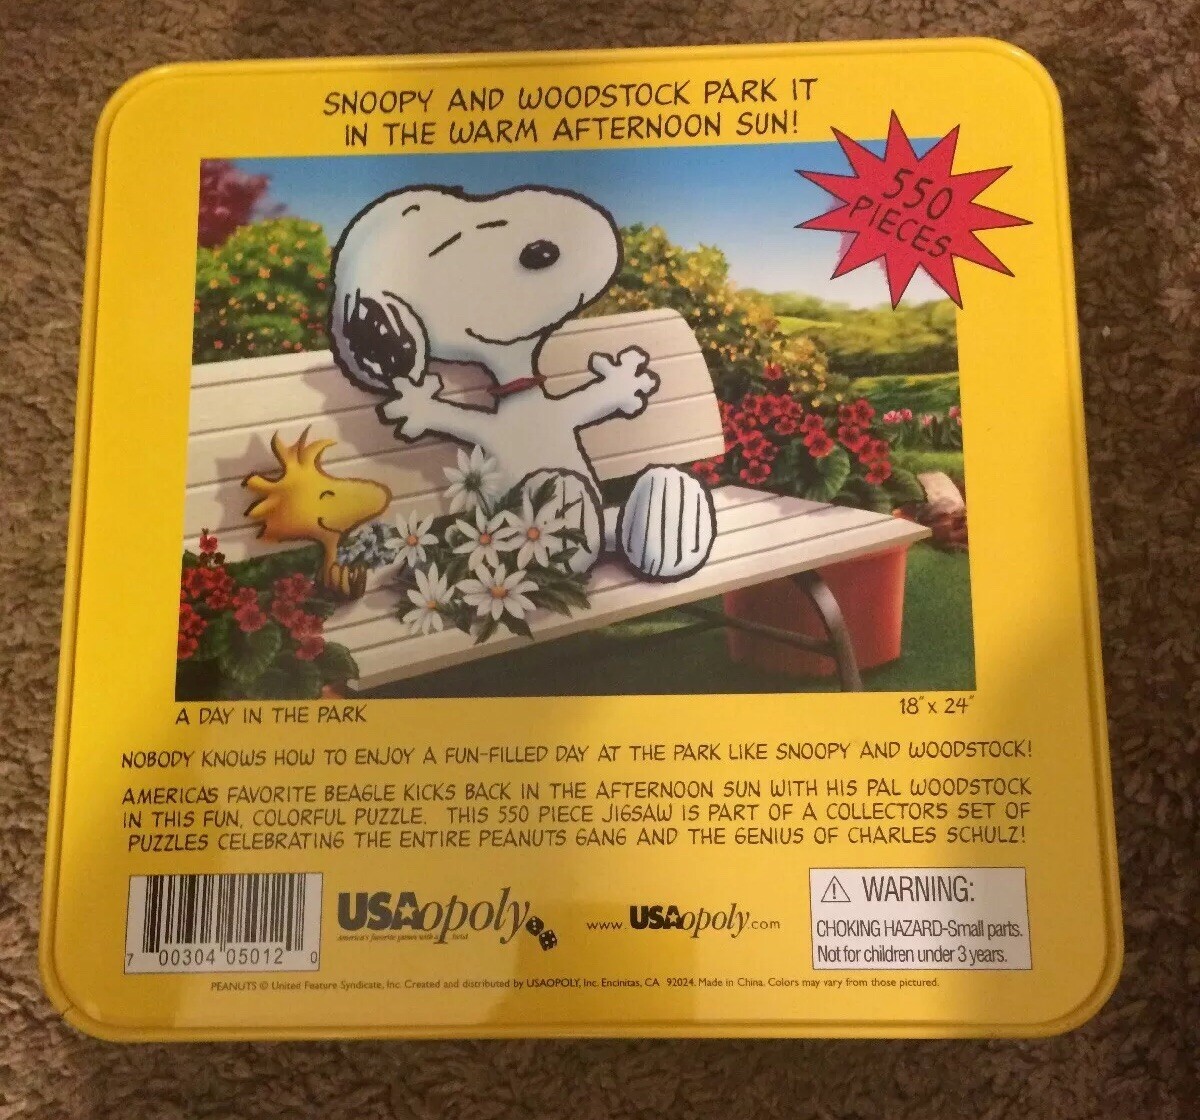 SNOOPY AND WOODSTOCK PARK IT
IN THE WARM AFTERNOON SUN!
550
PIECES
A DAY IN THE PARK
18" x 24"
NOBODY KNOWS HOW TO ENJOY A FUN-FILLED DAY AT THE PARK LIKE SNOOPY AND WOODSTOCK!
AMERICA'S FAVORITE BEAGLE KICKS BACK IN THE AFTERNOON SUN WITH HIS PAL WOODSTOCK
IN THIS FUN, COLORFUL PUZZLE. THIS 550 PIECE JIGSAW IS PART OF A COLLECTOR'S SET OF
PUZZLES CELEBRATING THE ENTIRE PEANUTS GANG AND THE GENIUS OF CHARLES SCHULZ!
7 00304 05012 0
USAopoly
America's favorite games with a twist
www.USAopoly.com
WARNING:
CHOKING HAZARD-Small parts.
Not for children under 3 years.
PEANUTS © United Feature Syndicate, Inc. Created and distributed by USAOPOLY, Inc. Encinitas, CA 92024. Made in China. Colors may vary from those pictured.